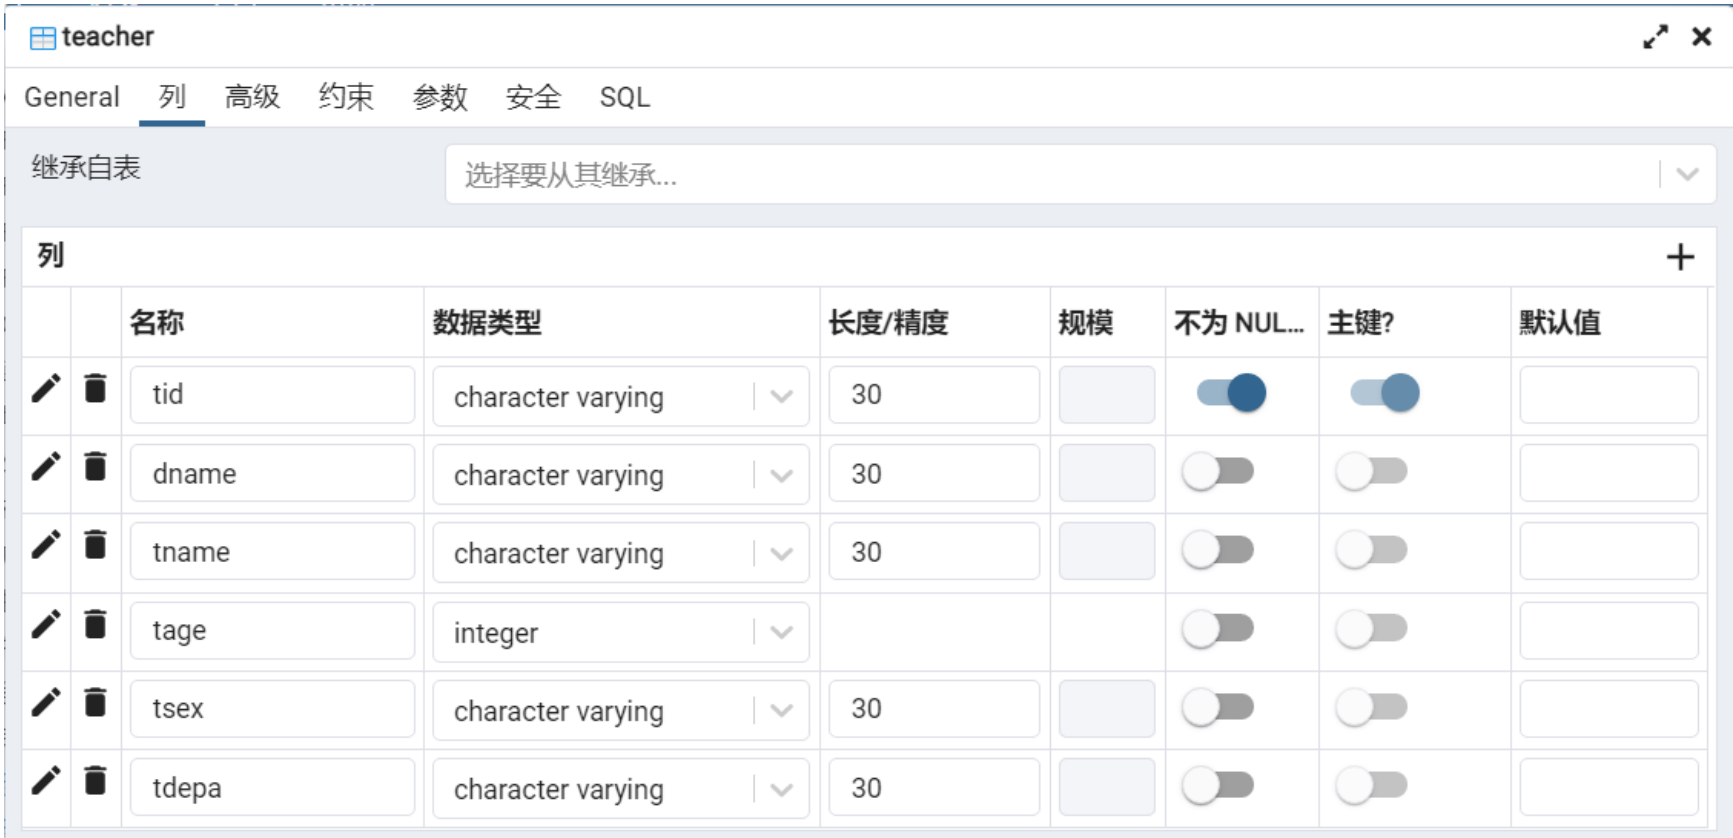 teacher
General 列 高级 约束 参数 安全 SQL
继承自表 选择要从其继承...
列
名称 数据类型 长度/精度 规模 不为 NUL... 主键? 默认值
tid character varying 30
dname character varying 30
tname character varying 30
tage integer
tsex character varying 30
tdepa character varying 30